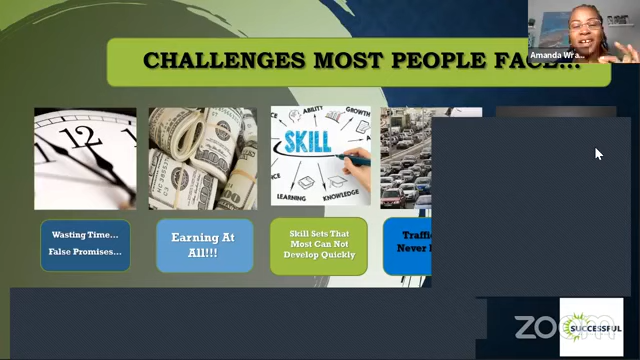 CHALLENGES MOST PEOPLE
12
ABILITY
GROWTH
SKILL
LEARNING
KNOWLEDGE
Wasting Time...
False Promises...
Earning At
All!!!
Skill Sets That
Most Can Not
Develop Quickly
Never
Amanda
zoom
SUCCESSFUL